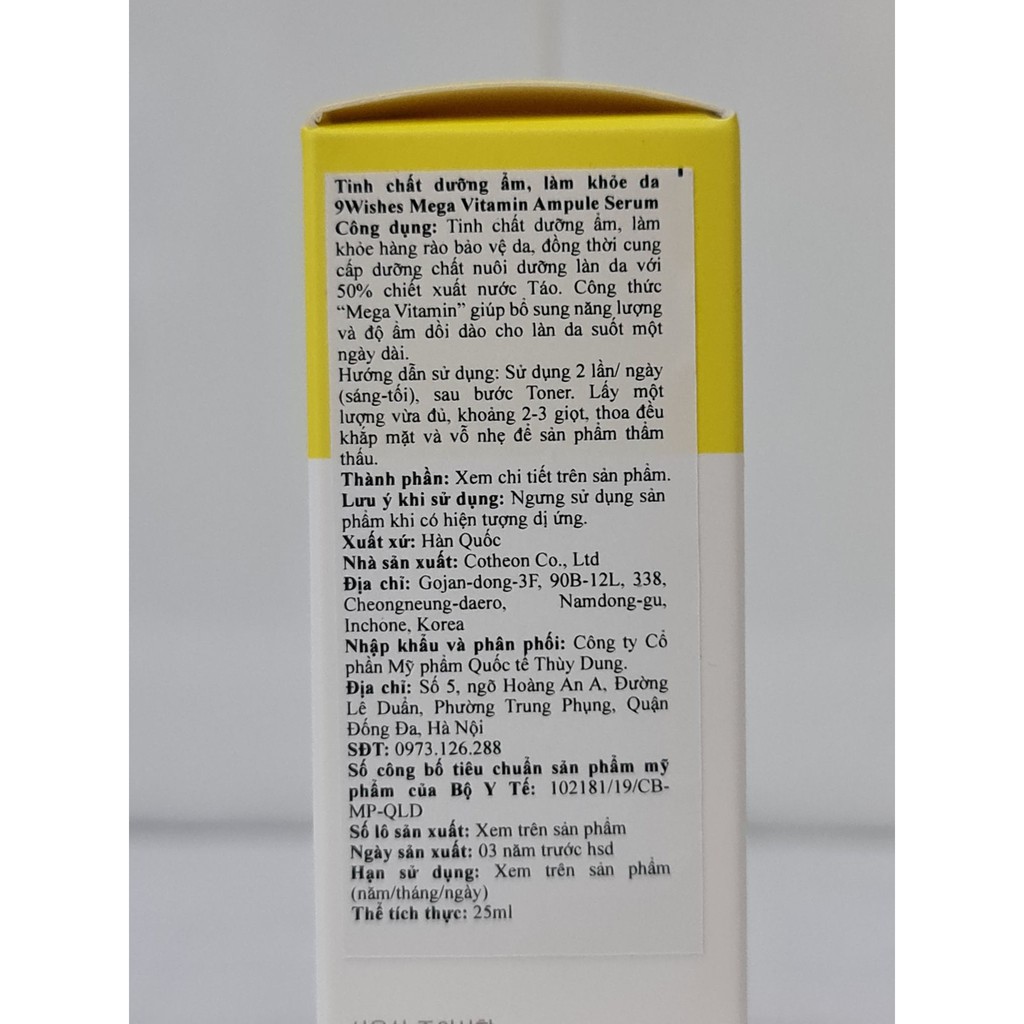 Tinh chất dưỡng ẩm, làm khỏe da
9Wishes Mega Vitamin Ampule Serum
Công dụng: Tinh chất dưỡng ẩm, làm
khỏe hàng rào bảo vệ da, đồng thời cung
cấp dưỡng chất nuôi dưỡng làn da với
50% chiết xuất nước Táo. Công thức
“Mega Vitamin” giúp bổ sung năng lượng
và độ ẩm dồi dào cho làn da suốt một
ngày dài.
Hướng dẫn sử dụng: Sử dụng 2 lần/ ngày
(sáng-tối), sau bước Toner. Lấy một
lượng vừa đủ, khoảng 2-3 giọt, thoa đều
khắp mặt và vỗ nhẹ để sản phẩm thẩm
thấu.
Thành phần: Xem chi tiết trên sản phẩm.
Lưu ý khi sử dụng: Ngưng sử dụng sản
phẩm khi có hiện tượng dị ứng.
Xuất xứ: Hàn Quốc
Nhà sản xuất: Cotheon Co., Ltd
Địa chỉ: Gojan-dong-3F, 90B-12L, 338,
Cheongneung-daero, Namdong-gu,
Inchone, Korea
Nhập khẩu và phân phối: Công ty Cổ
phần Mỹ phẩm Quốc tế Thùy Dung.
Địa chỉ: Số 5, ngõ Hoàng An A, Đường
Lê Duẩn, Phường Trung Phụng, Quận
Đống Đa, Hà Nội
SĐT: 0973.126.288
Số công bố tiêu chuẩn sản phẩm mỹ
phẩm của Bộ Y Tế: 102181/19/CB-
MP-QLD
Số lô sản xuất: Xem trên sản phẩm
Ngày sản xuất: 03 năm trước hsd
Hạn sử dụng: Xem trên sản phẩm
(năm/tháng/ngày)
Thể tích thực: 25ml